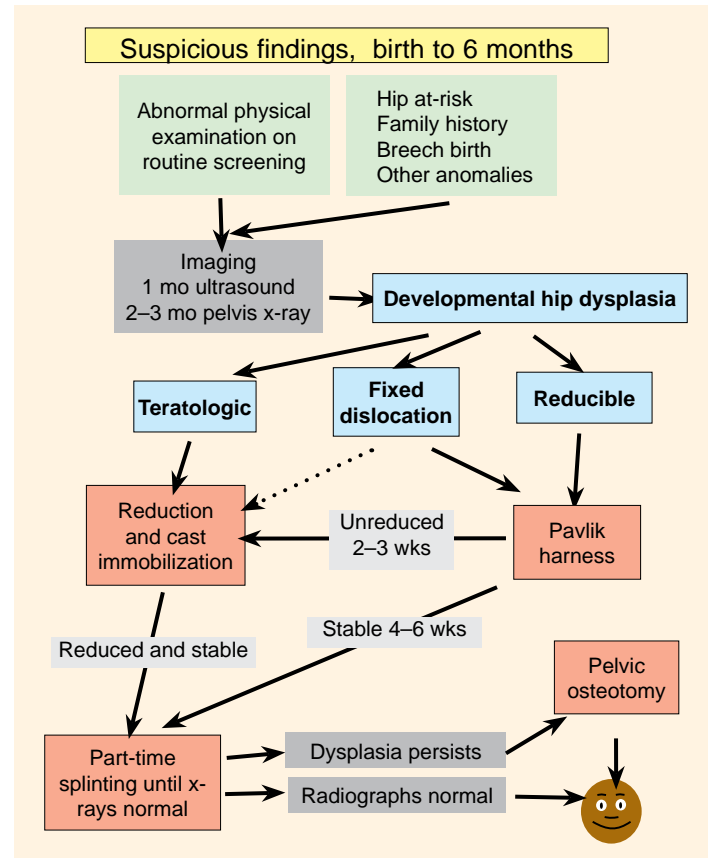 Suspicious findings, birth to 6 months
Abnormal physical
examination on
routine screening
Hip at-risk
Family history
Breech birth
Other anomalies
Imaging
1 mo ultrasound
2–3 mo pelvis x-ray
Developmental hip dysplasia
Teratologic
Fixed
dislocation
Reducible
Reduction
and cast
immobilization
Unreduced
2–3 wks
Pavlik
harness
Reduced and stable
Stable 4–6 wks
Pelvic
osteotomy
Part-time
splinting until x-
rays normal
Dysplasia persists
Radiographs normal